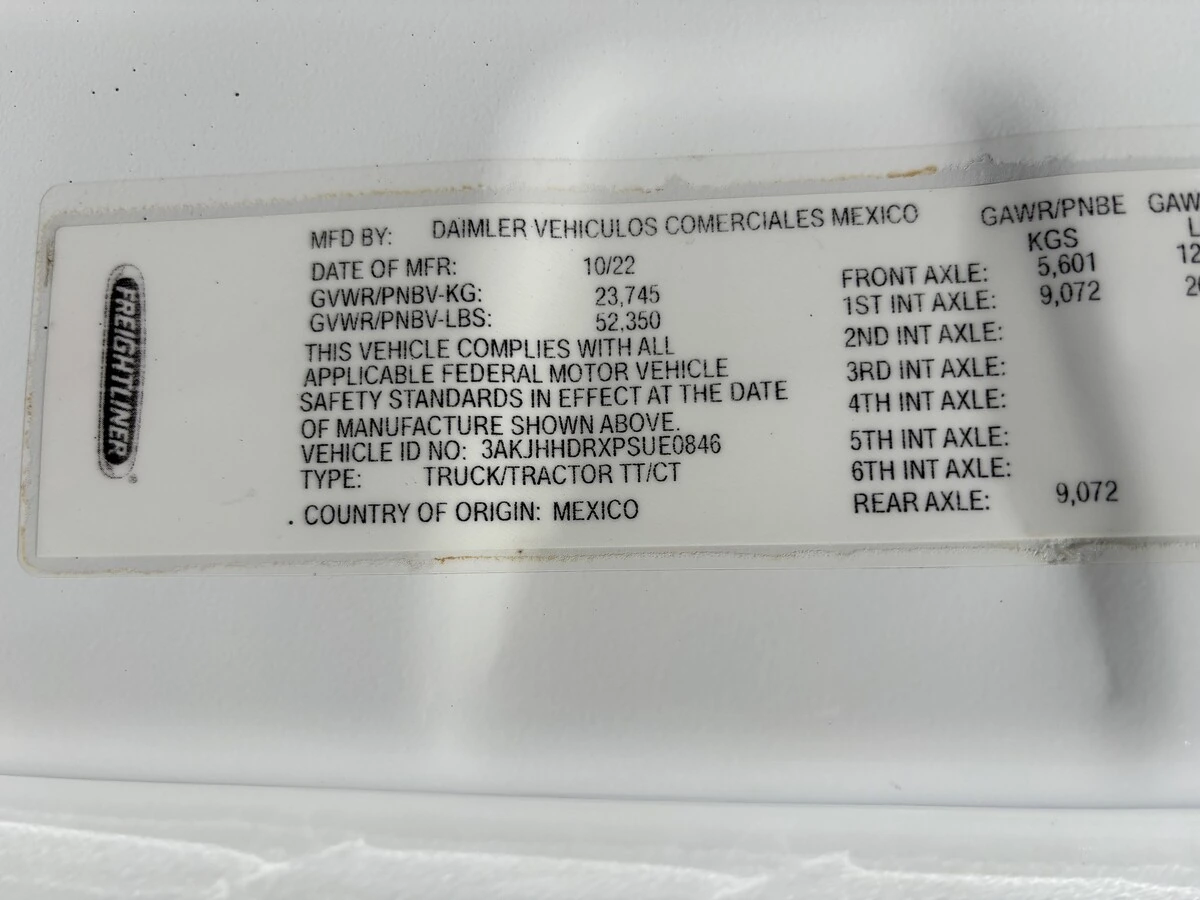 FREIGHTLINER®
MFD BY: DAIMLER VEHICULOS COMERCIALES MEXICO
DATE OF MFR: 10/22
GVWR/PNBV-KG: 23,745
GVWR/PNBV-LBS: 52,350
THIS VEHICLE COMPLIES WITH ALL
APPLICABLE FEDERAL MOTOR VEHICLE
SAFETY STANDARDS IN EFFECT AT THE DATE
OF MANUFACTURE SHOWN ABOVE.
VEHICLE ID NO: 3AKJHHDRXPSUE0846
TYPE: TRUCK/TRACTOR TT/CT
. COUNTRY OF ORIGIN: MEXICO
GAWR/PNBE GAW
KGS L
FRONT AXLE: 5,601 12
1ST INT AXLE: 9,072 20
2ND INT AXLE:
3RD INT AXLE:
4TH INT AXLE:
5TH INT AXLE:
6TH INT AXLE:
REAR AXLE: 9,072